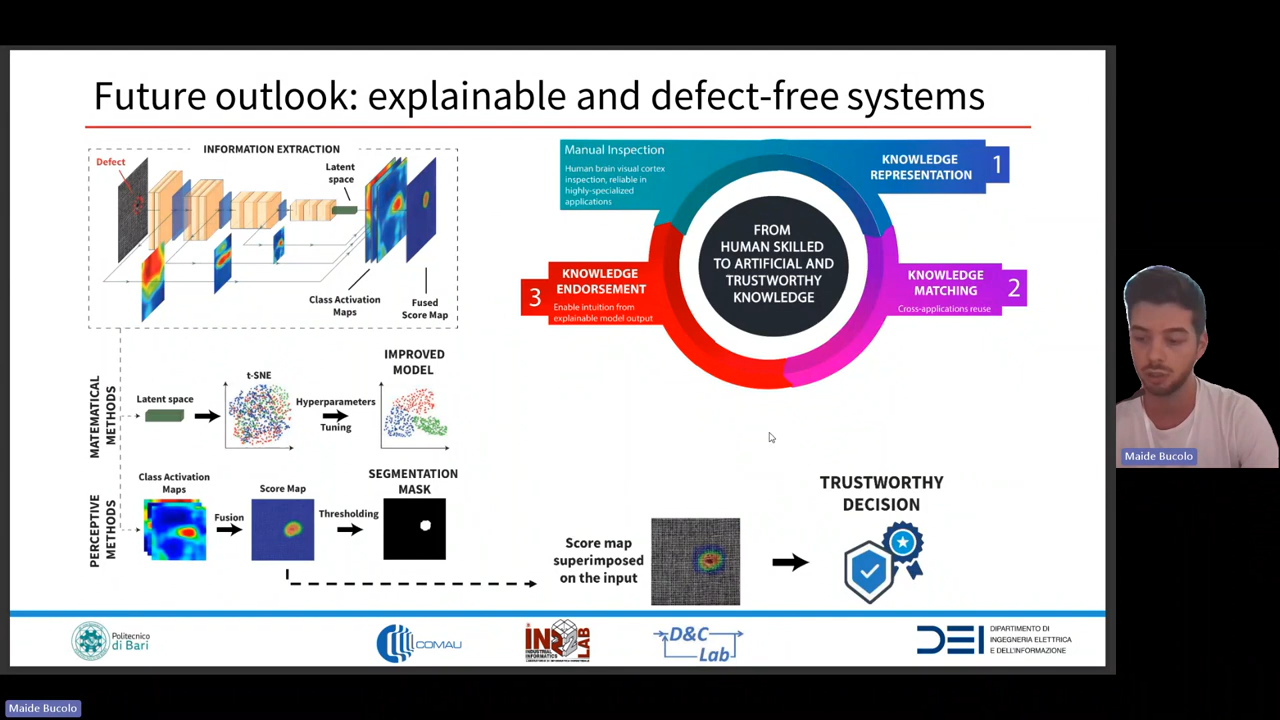 Future outlook: explainable and defect-free systems
INFORMATION EXTRACTION
Defect
Latent
space
Class Activation
Maps
Fused
Score Map
MATEMATICAL
METHODS
Latent space
t-SNE
Hyperparameters
Tuning
IMPROVED
MODEL
PERCEPTIVE
METHODS
Class Activation
Maps
Fusion
Score Map
Thresholding
SEGMENTATION
MASK
Manual Inspection
Human brain visual cortex
inspection, reliable in
highly-specialized
applications
KNOWLEDGE
REPRESENTATION
1
FROM
HUMAN SKILLED
TO ARTIFICIAL AND
TRUSTWORTHY
KNOWLEDGE
KNOWLEDGE
MATCHING
2
Cross-applications reuse
3
KNOWLEDGE
ENDORSEMENT
Enable intuition from
explainable model output
Score map
superimposed
on the input
TRUSTWORTHY
DECISION
Politecnico
di Bari
COMAU
INDUSTRIAL
INFORMATICS
LAB
D&C
Lab
DEI
DIPARTIMENTO DI
INGEGNERIA ELETTRICA
E DELL'INFORMAZIONE
Maide Bucolo
Maide Bucolo